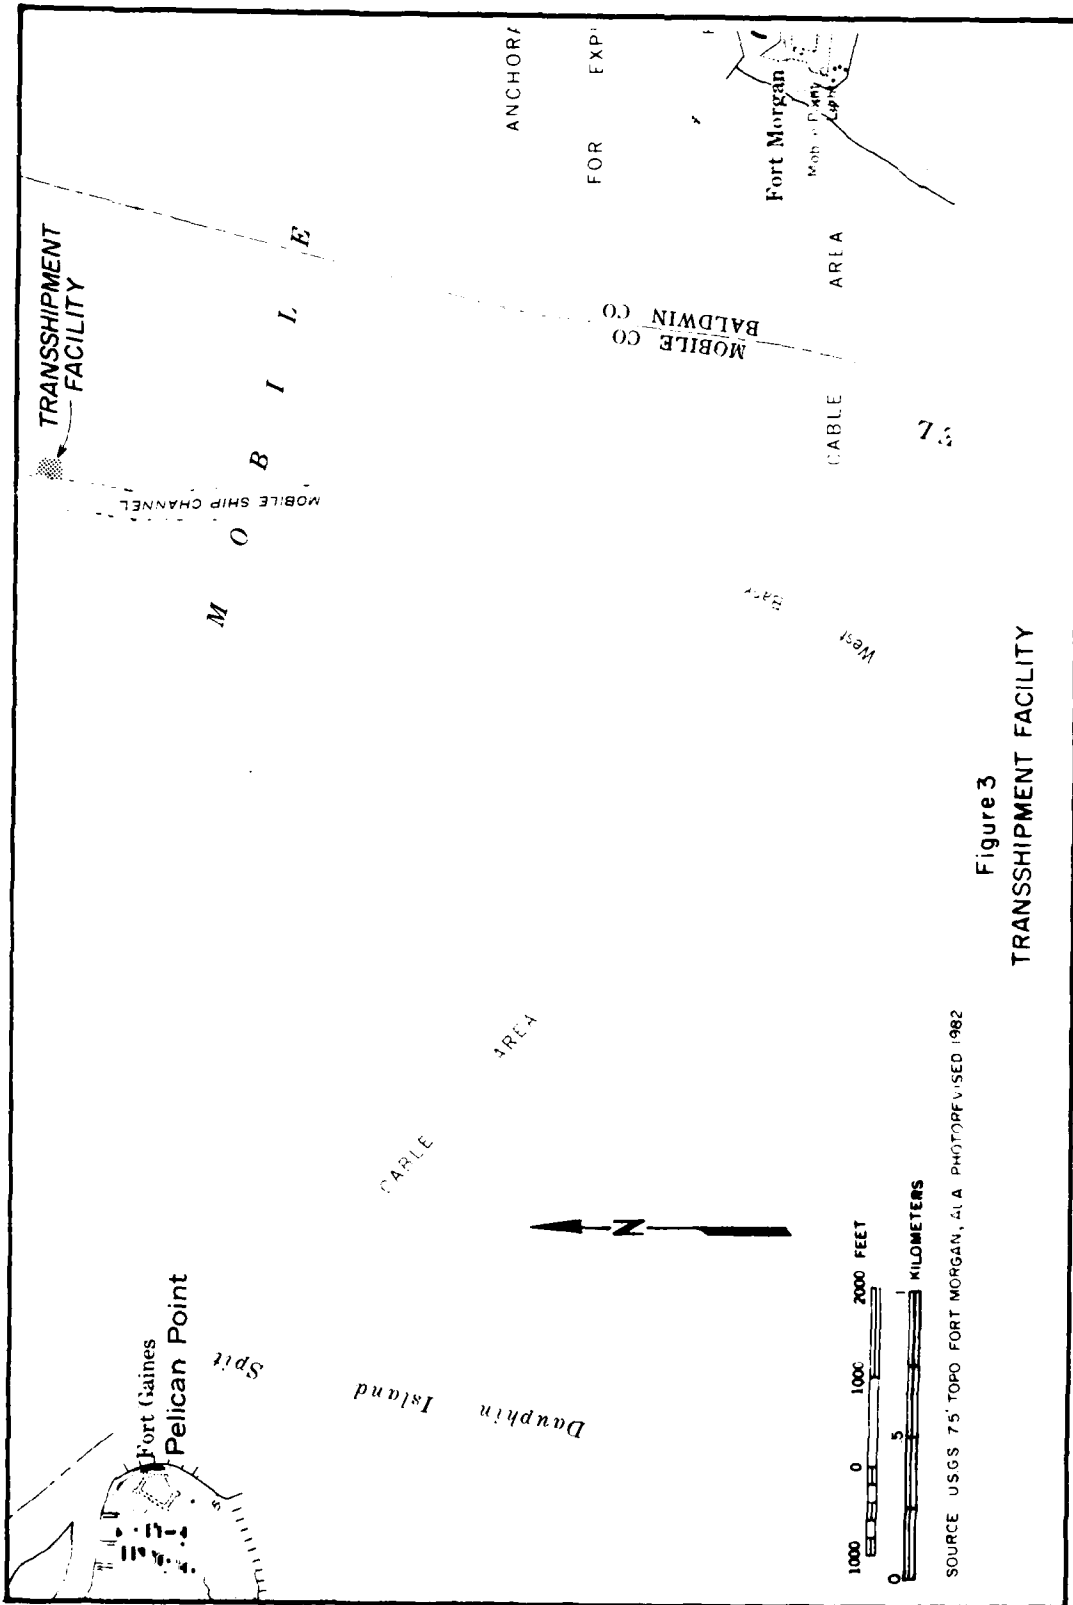 TRANSSHIPMENT
FACILITY
MOBILE SHIP CHANNEL
M O B I L E
ANCHORA
FOR EXPI
Fort Morgan
MOBILE CO
BALDWIN CO
CABLE AREA
West
Fort Gaines
Pelican Point
Dauphin Island Spit
CABLE AREA
N
1000 0 1000 2000 FEET
0 5 1 KILOMETERS
SOURCE USGS 7.5' TOPO FORT MORGAN, ALA PHOTOREVISED 1982
Figure 3
TRANSSHIPMENT FACILITY